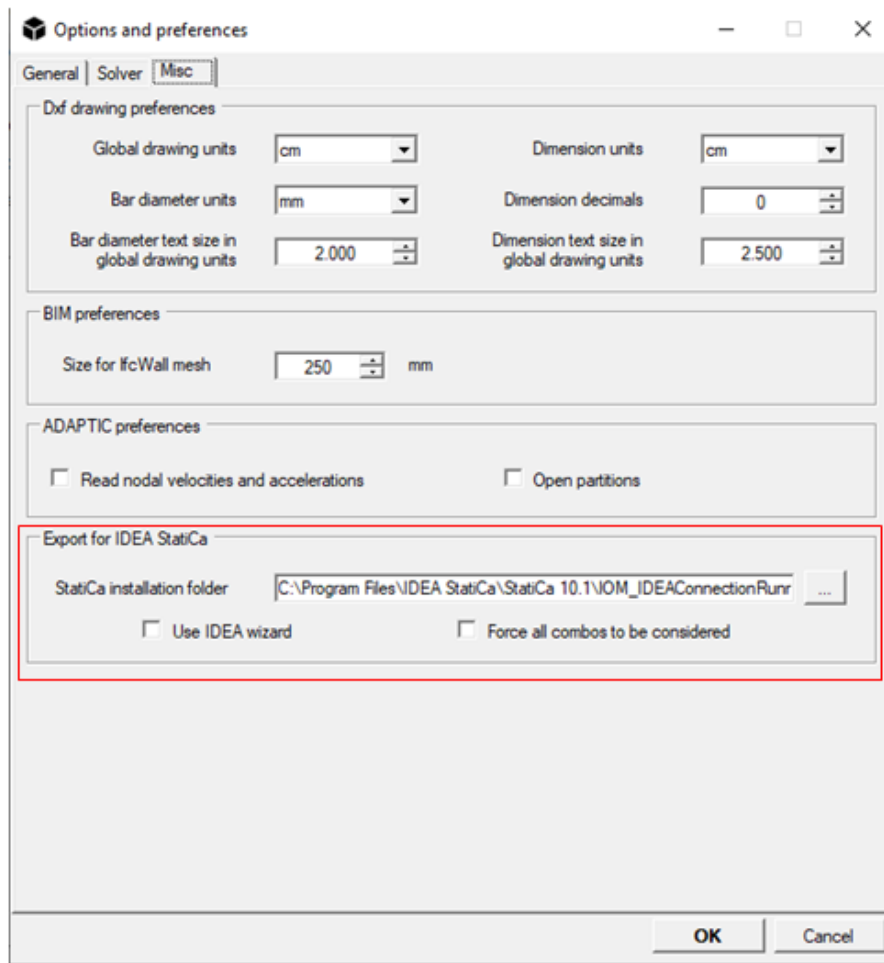 Options and preferences
General Solver Misc
Dxf drawing preferences
Global drawing units cm Dimension units cm
Bar diameter units mm Dimension decimals 0
Bar diameter text size in
global drawing units 2.000 Dimension text size in
global drawing units 2.500
BIM preferences
Size for IfcWall mesh 250 mm
ADAPTIC preferences
Read nodal velocities and accelerations Open partitions
Export for IDEA StatiCa
StatiCa installation folder C:\Program Files\IDEA StatiCa\StatiCa 10.1\IOM_IDEAConnectionRunr ...
Use IDEA wizard Force all combos to be considered
OK Cancel